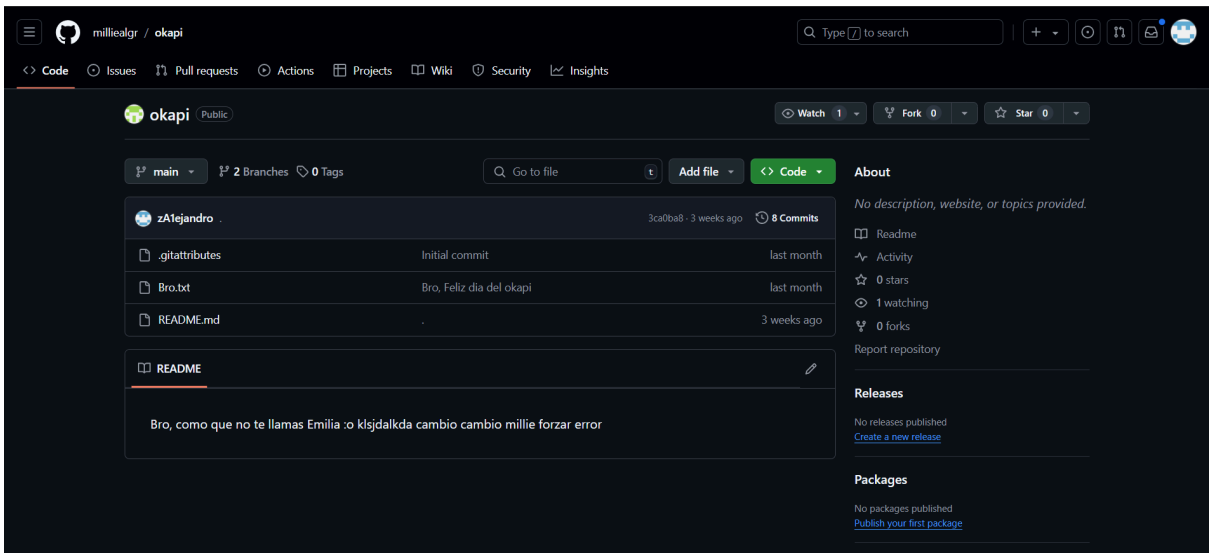 milliealgr / okapi
Type / to search
Code Issues Pull requests Actions Projects Wiki Security Insights
okapi Public
Watch 1 Fork 0 Star 0
main 2 Branches 0 Tags
Go to file t Add file Code
zA1ejandro . 3ca0ba8 · 3 weeks ago 8 Commits
.gitattributes Initial commit last month
Bro.txt Bro, Feliz dia del okapi last month
README.md . 3 weeks ago
README
Bro, como que no te llamas Emilia :o klsjdalkda cambio cambio millie forzar error
About
No description, website, or topics provided.
Readme
Activity
0 stars
1 watching
0 forks
Report repository
Releases
No releases published
Create a new release
Packages
No packages published
Publish your first package